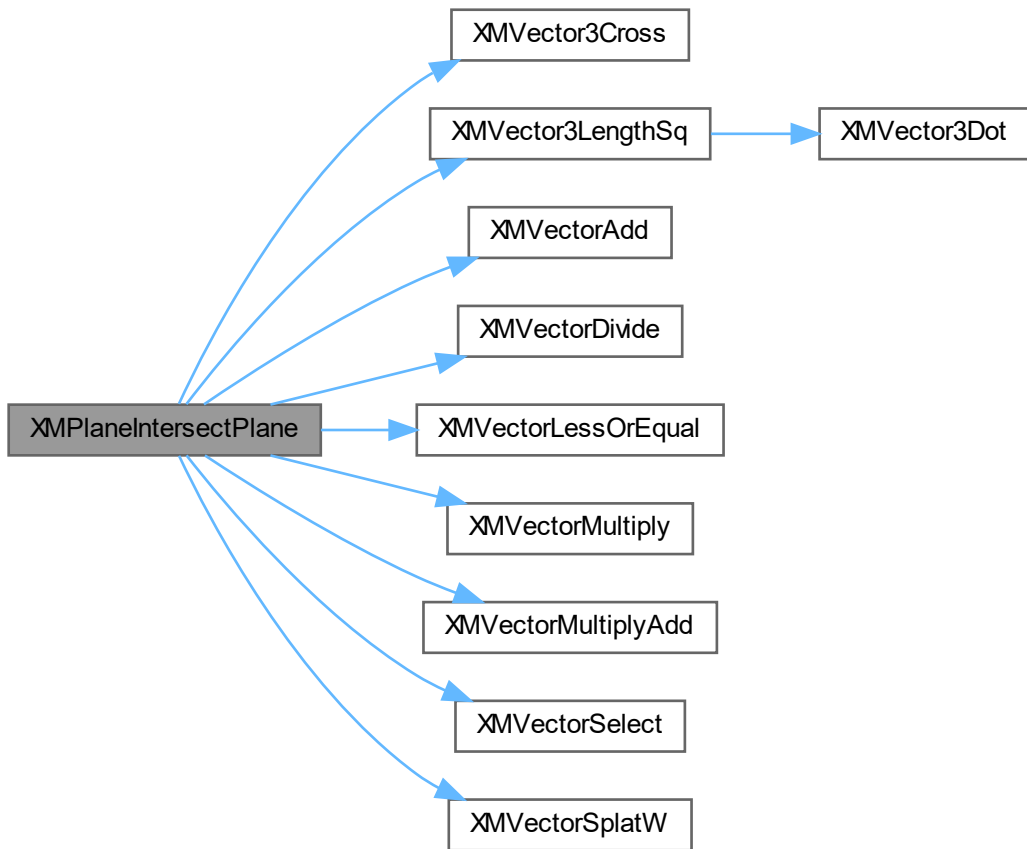 XMVector3Cross
XMVector3LengthSq
XMVector3Dot
XMVectorAdd
XMVectorDivide
XMPlaneIntersectPlane
XMVectorLessOrEqual
XMVectorMultiply
XMVectorMultiplyAdd
XMVectorSelect
XMVectorSplatW